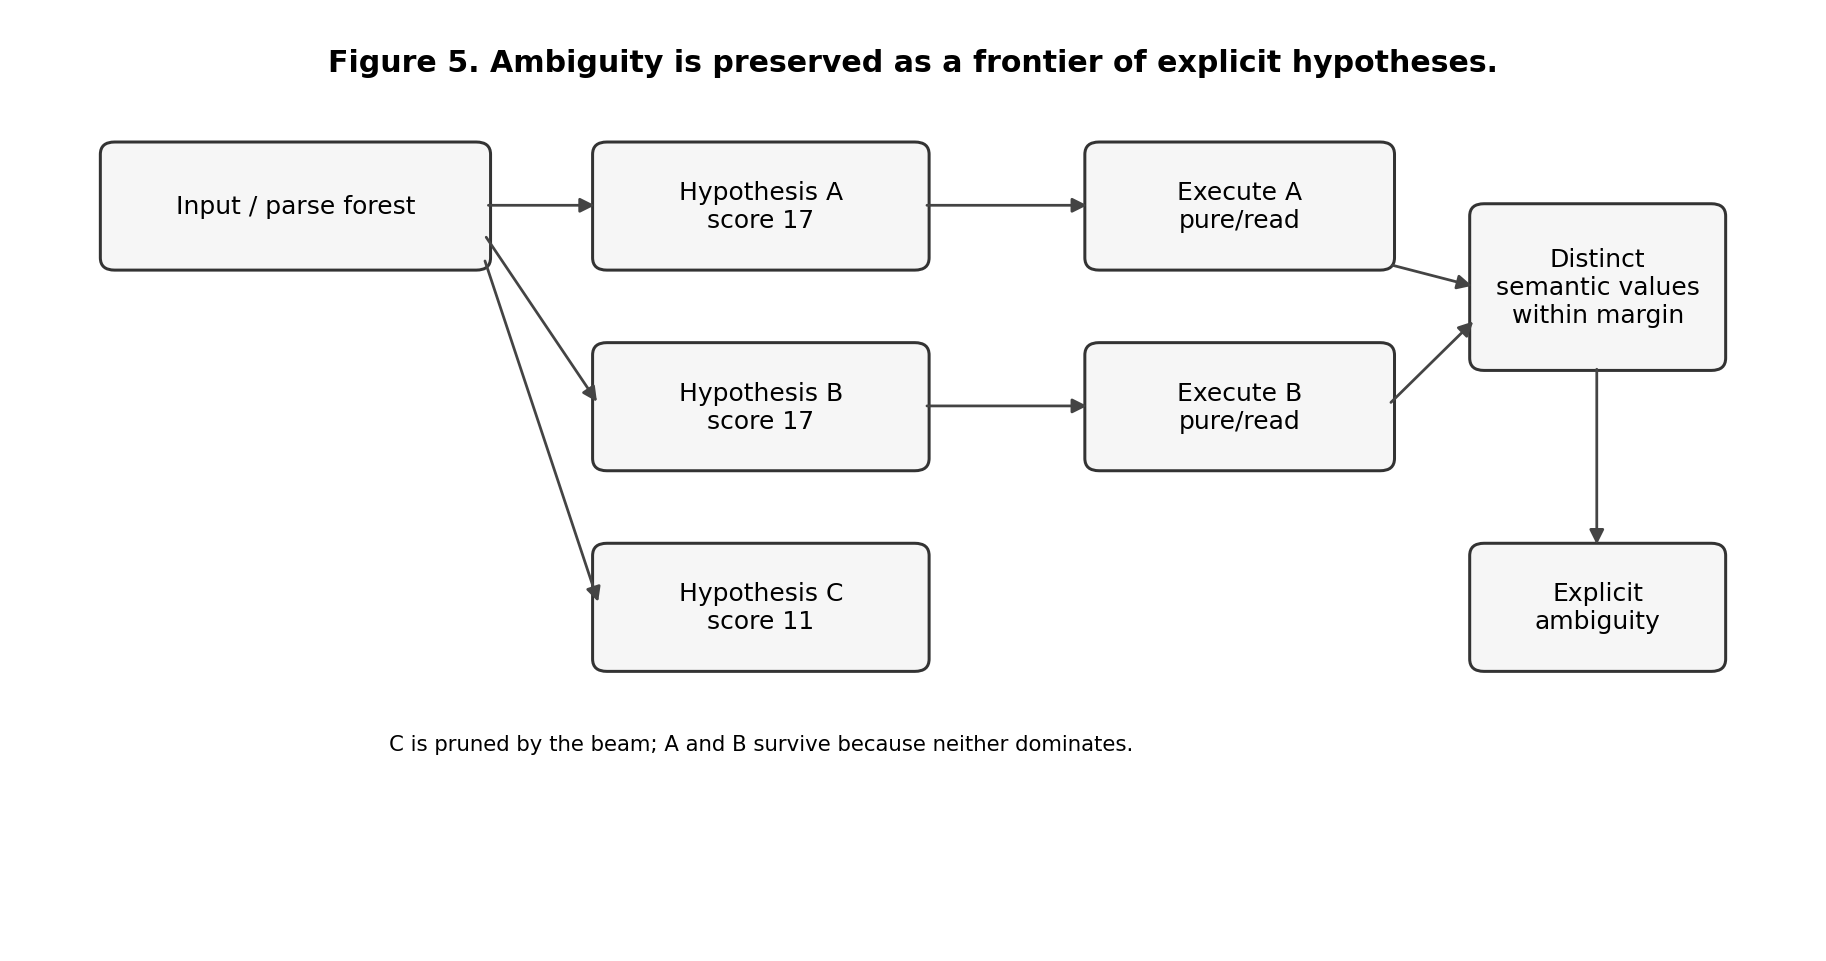 Figure 5. Ambiguity is preserved as a frontier of explicit hypotheses.
Input / parse forest
Hypothesis A
score 17
Execute A
pure/read
Distinct
semantic values
within margin
Hypothesis B
score 17
Execute B
pure/read
Hypothesis C
score 11
Explicit
ambiguity
C is pruned by the beam; A and B survive because neither dominates.